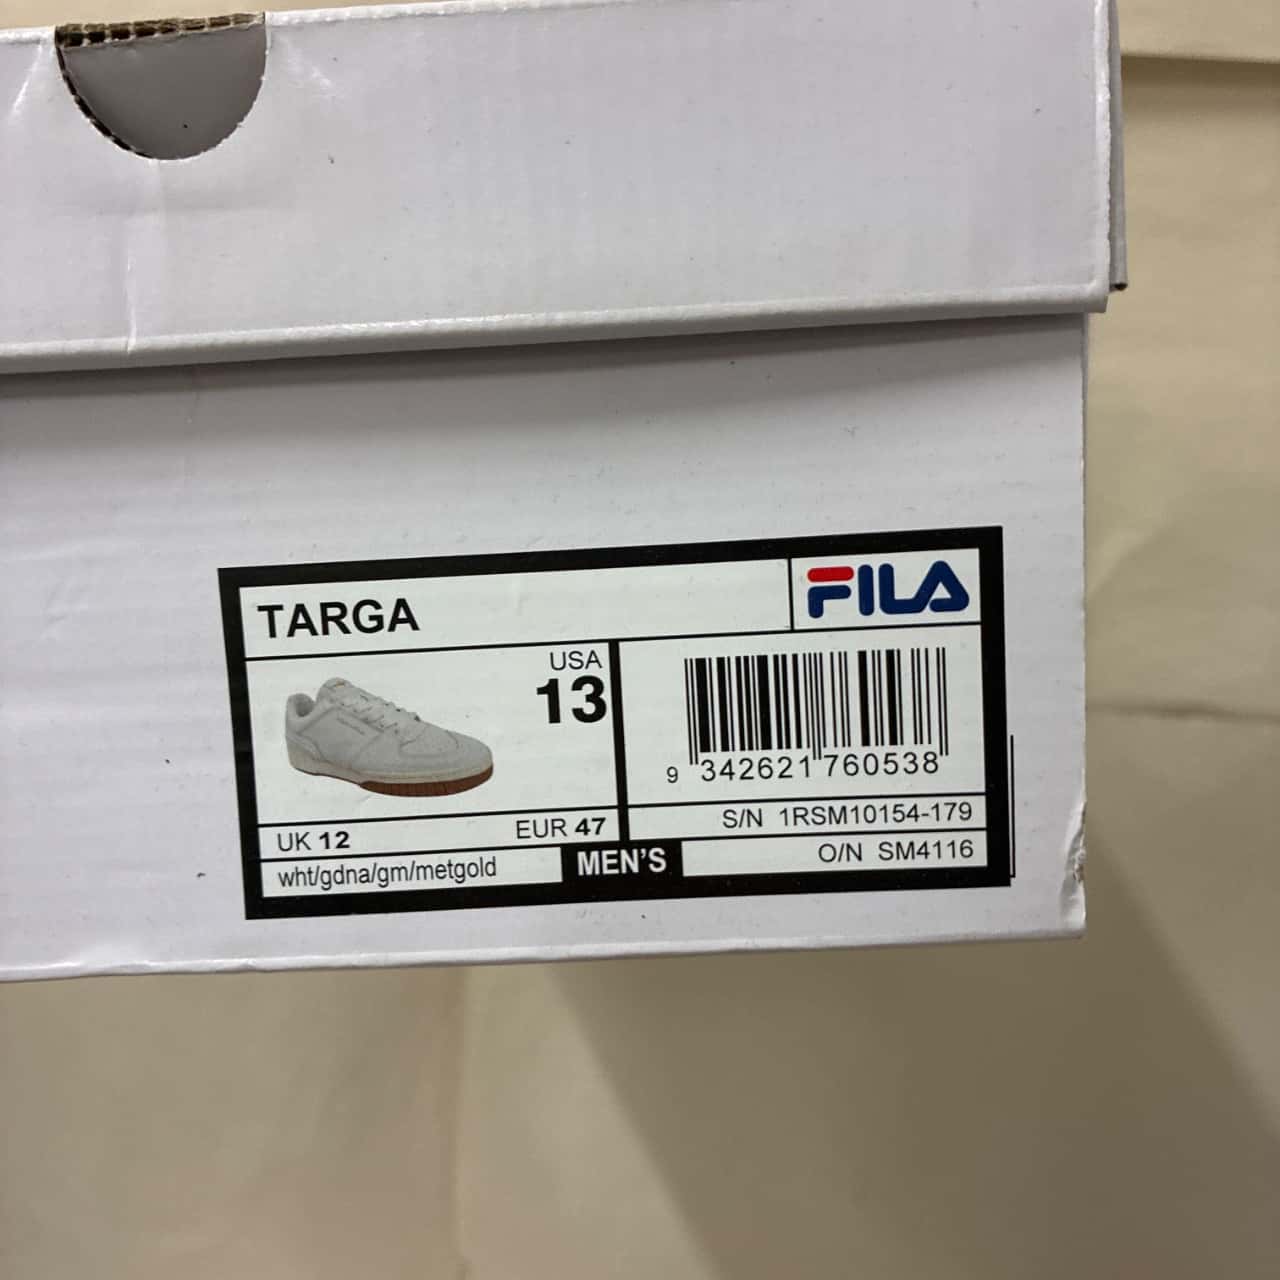 TARGA
FILA
USA
13
UK 12
EUR 47
wht/gdna/gm/metgold
MEN'S
9 342621 760538
S/N 1RSM10154-179
O/N SM4116